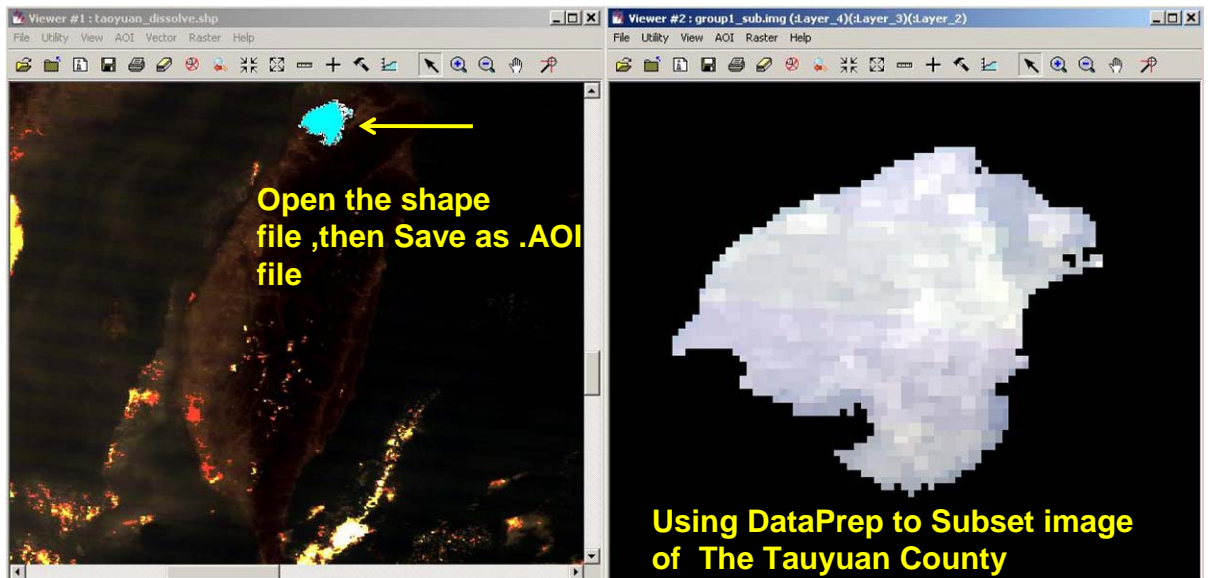 Viewer #1 : taoyuan_dissolve.shp
File Utility View AOI Vector Raster Help
Open the shape
file ,then Save as .AOI
file
Viewer #2 : group1_sub.img (:Layer_4)(:Layer_3)(:Layer_2)
File Utility View AOI Raster Help
Using DataPrep to Subset image
of The Tauyuan County